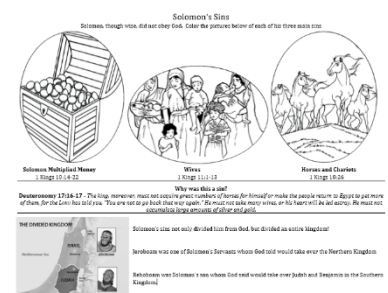 Solomon's Sins
Solomon, though wise, did not obey God. Color the pictures below of each of his three main sins
Solomon Multiplied Money
1 Kings 10:14-22
Wives
1 Kings 11:1-13
Horses and Chariots
1 Kings 10:26
Why was this a sin?
Deuteronomy 17:16-17 - The king, moreover, must not acquire great numbers of horses for himself or make the people return to Egypt to get more
of them, for the LORD has told you, "You are not to go back that way again." He must not take many wives, or his heart will be led astray. He must not
accumulate large amounts of silver and gold.
THE DIVIDED KINGDOM
Solomon's sin not only divided him from God, but divided an entire kingdom!
Jeroboam was one of Solomon's Servants whom God told would take over the Northern Kingdom
Rehoboam was Solomon's son whom God said would take over Judah and Benjamin in the Southern
Kingdom